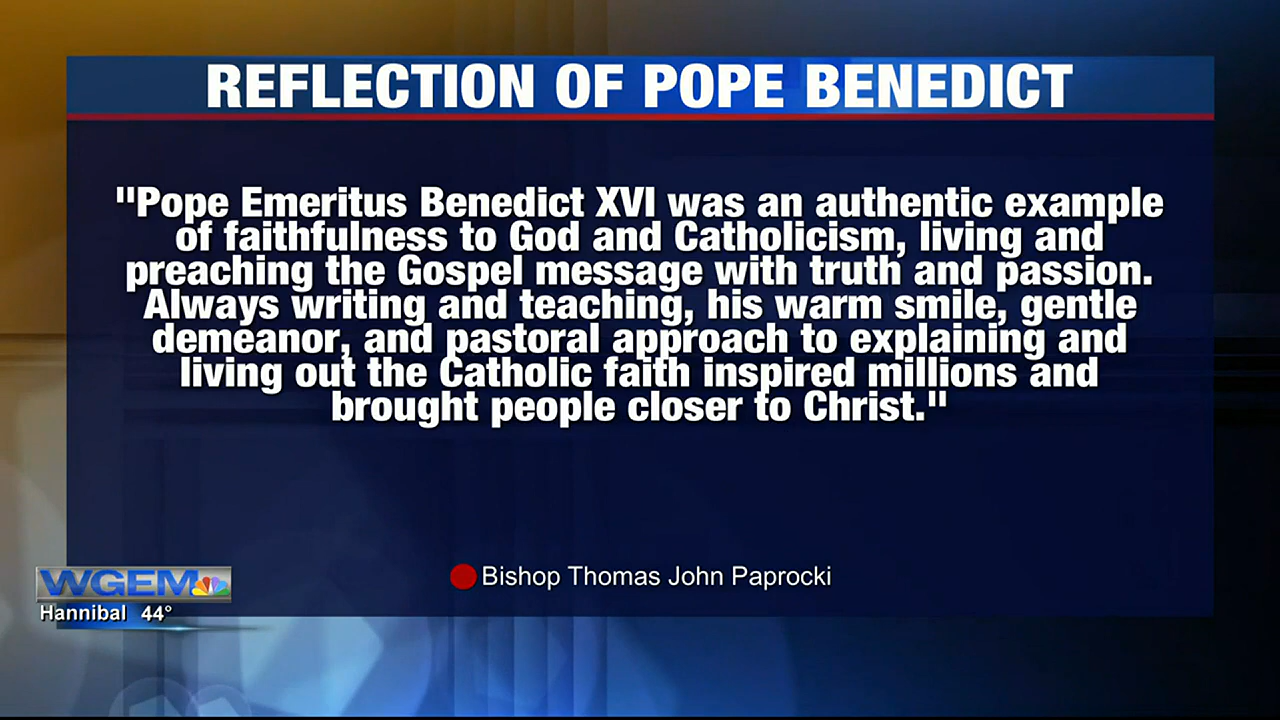 REFLECTION OF POPE BENEDICT
"Pope Emeritus Benedict XVI was an authentic example
of faithfulness to God and Catholicism, living and
preaching the Gospel message with truth and passion.
Always writing and teaching, his warm smile, gentle
demeanor, and pastoral approach to explaining and
living out the Catholic faith inspired millions and
brought people closer to Christ."
Bishop Thomas John Paprocki
WGEM
Hannibal 44°